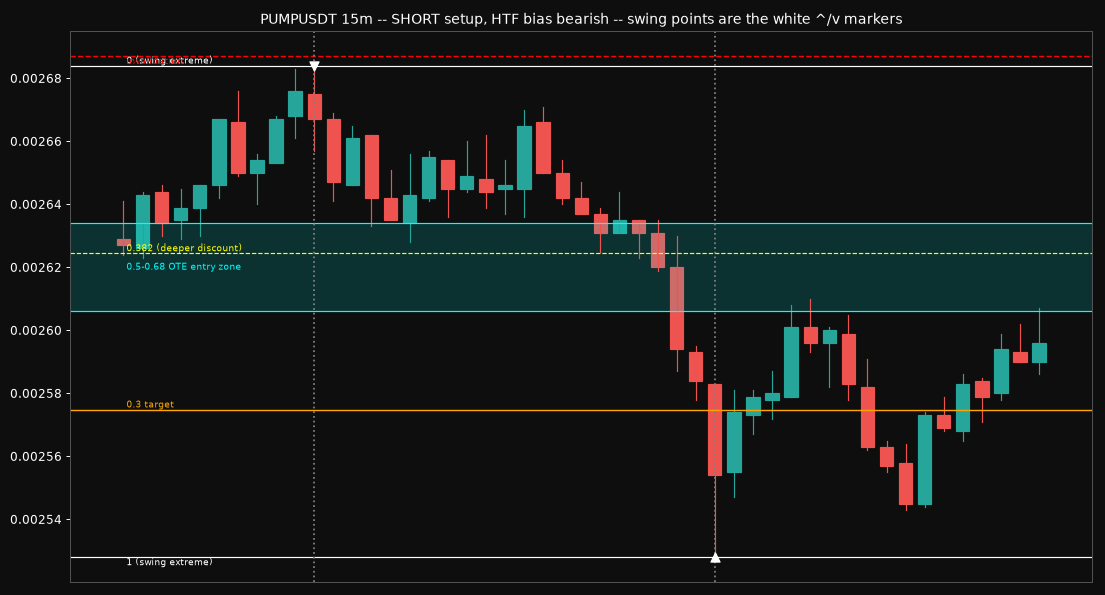 PUMPUSDT 15m -- SHORT setup, HTF bias bearish -- swing points are the white ^/v markers
0 (swing extreme)
0.00268
0.00266
0.00264
0.382 (deeper discount)
0.5-0.68 OTE entry zone
0.00262
0.00260
0.00258
0.3 target
0.00256
0.00254
1 (swing extreme)